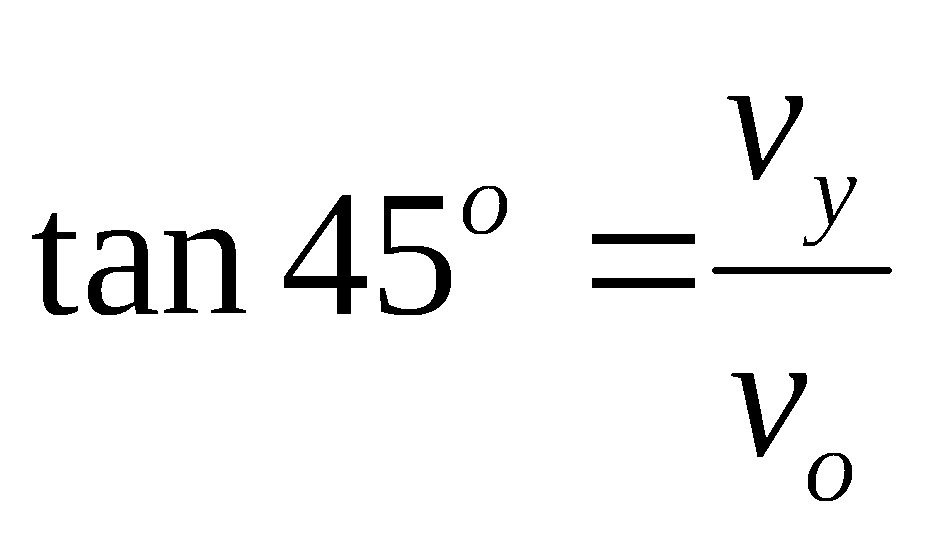 tan 45° = v_y / v_o